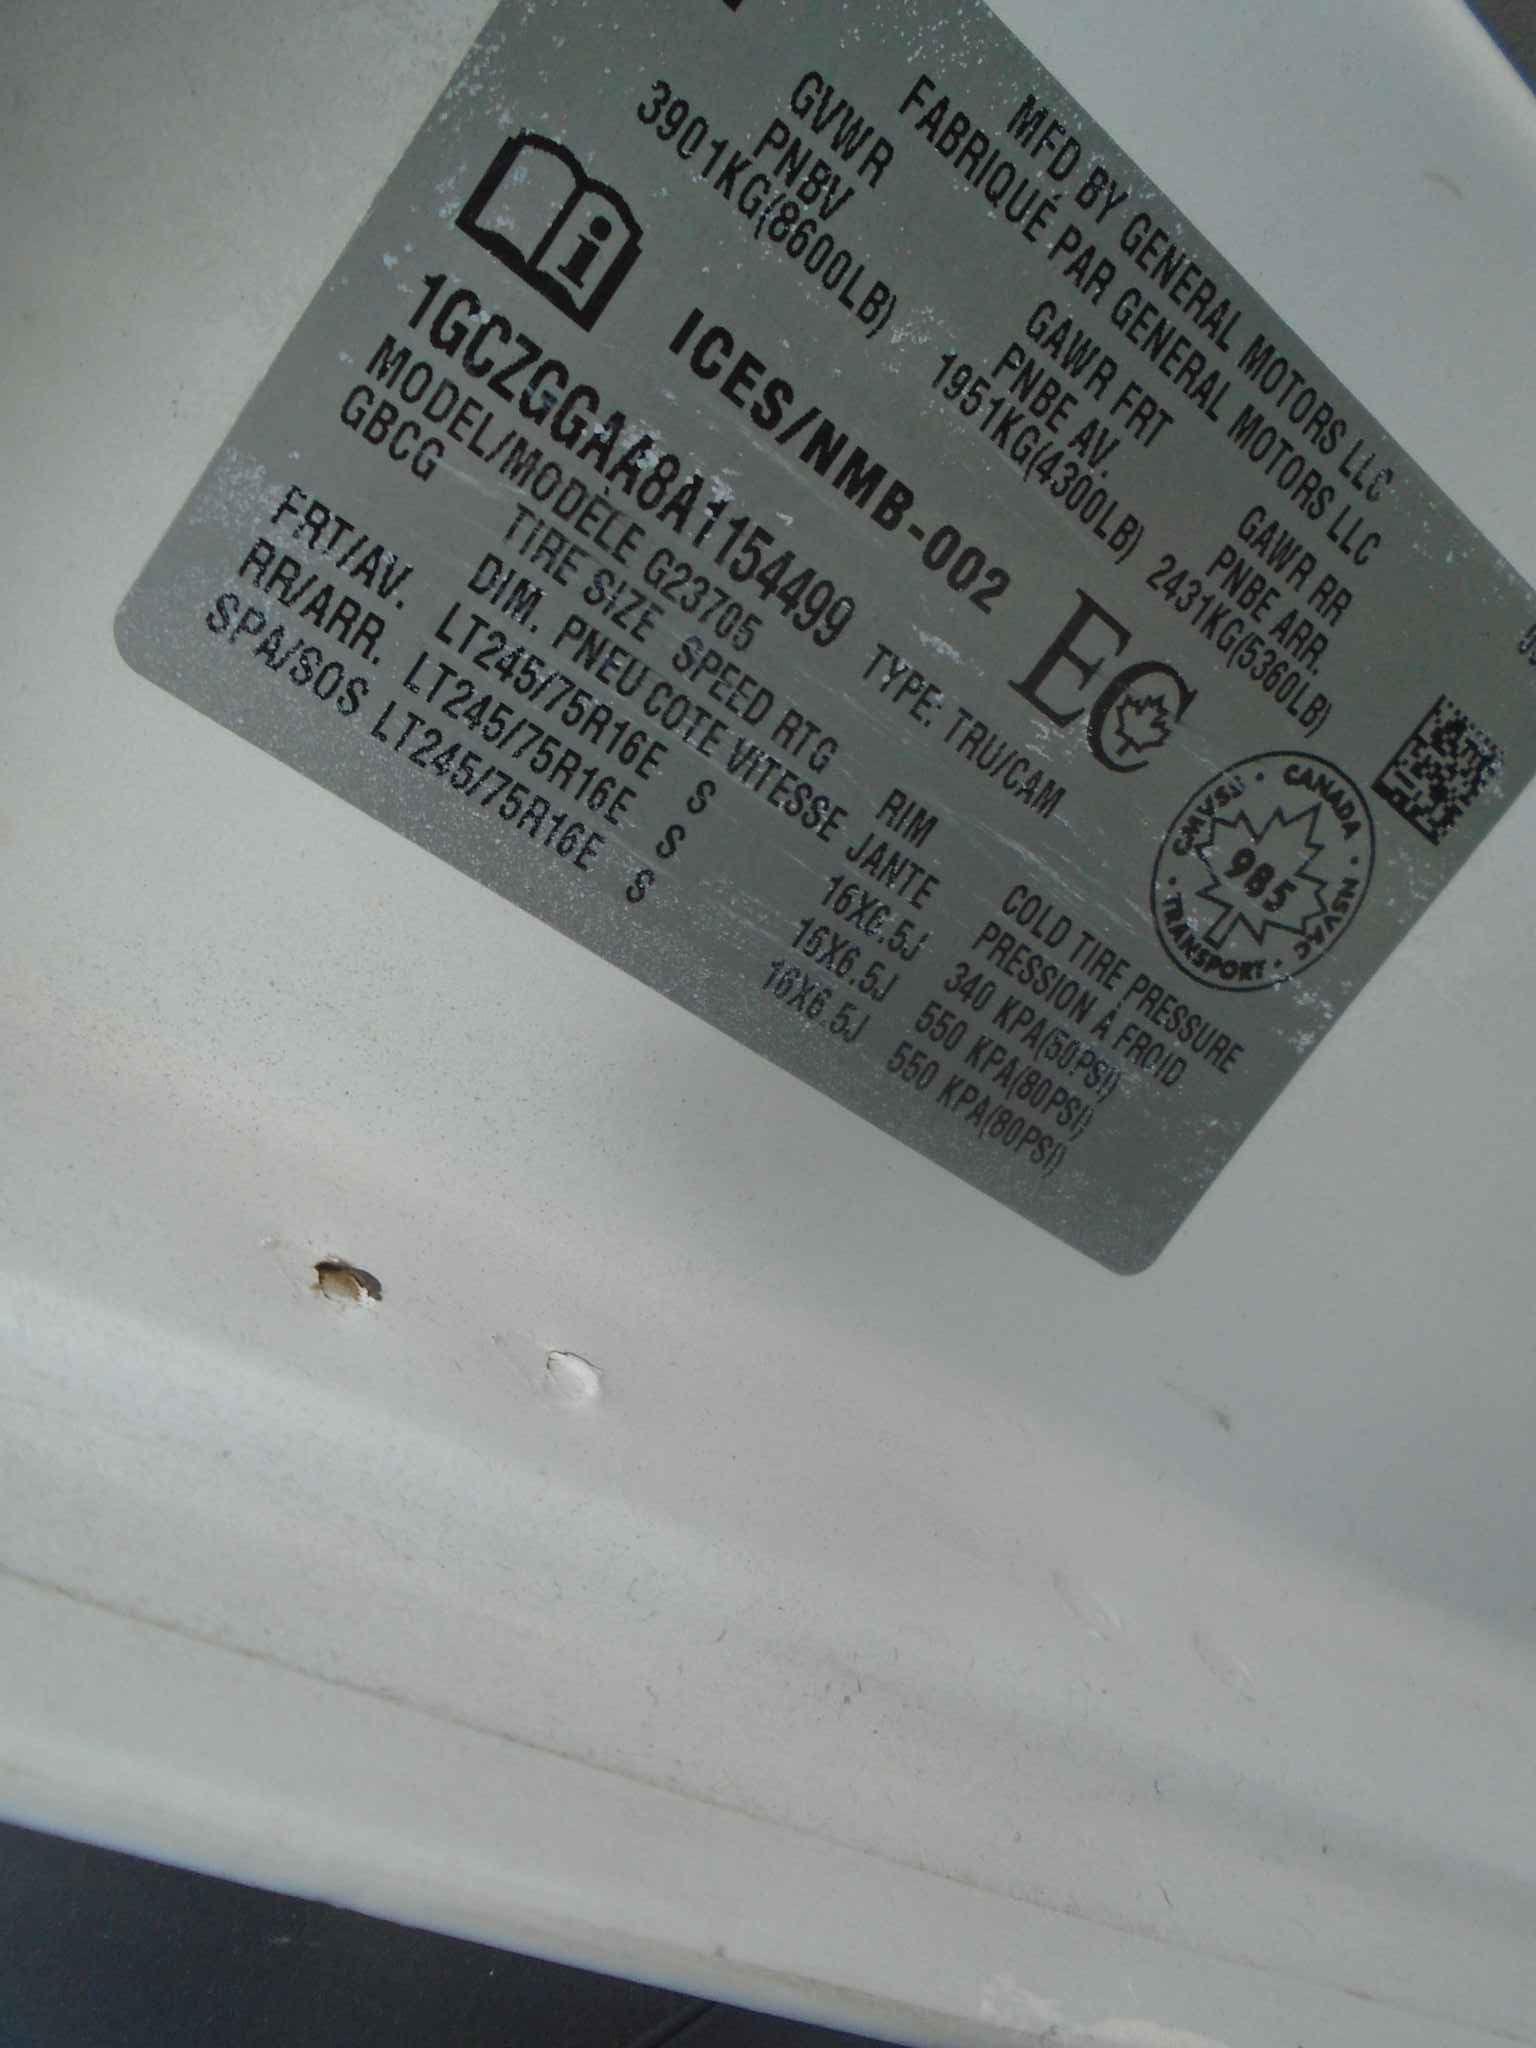 MFD BY GENERAL MOTORS LLC
FABRIQUÉ PAR GENERAL MOTORS LLC
GVWR GAWR FRT GAWR RR
PNBV PNBE AV. PNBE ARR.
3901KG(8600LB) 1951KG(4300LB) 2431KG(5360LB)
i ICES/NMB-002 EC
CMVSS · CANADA · NSVAC · TRANSPORT ·
985
1GCZGGAA8A1154499 TYPE: TRU/CAM
MODEL/MODÈLE G23705
GBCG
TIRE SIZE SPEED RTG RIM COLD TIRE PRESSURE
DIM. PNEU COTE VITESSE JANTE PRESSION À FROID
FRT/AV. LT245/75R16E S 16X6.5J 340 KPA(50PSI)
RR/ARR. LT245/75R16E S 16X6.5J 550 KPA(80PSI)
SPA/SOS LT245/75R16E S 16X6.5J 550 KPA(80PSI)